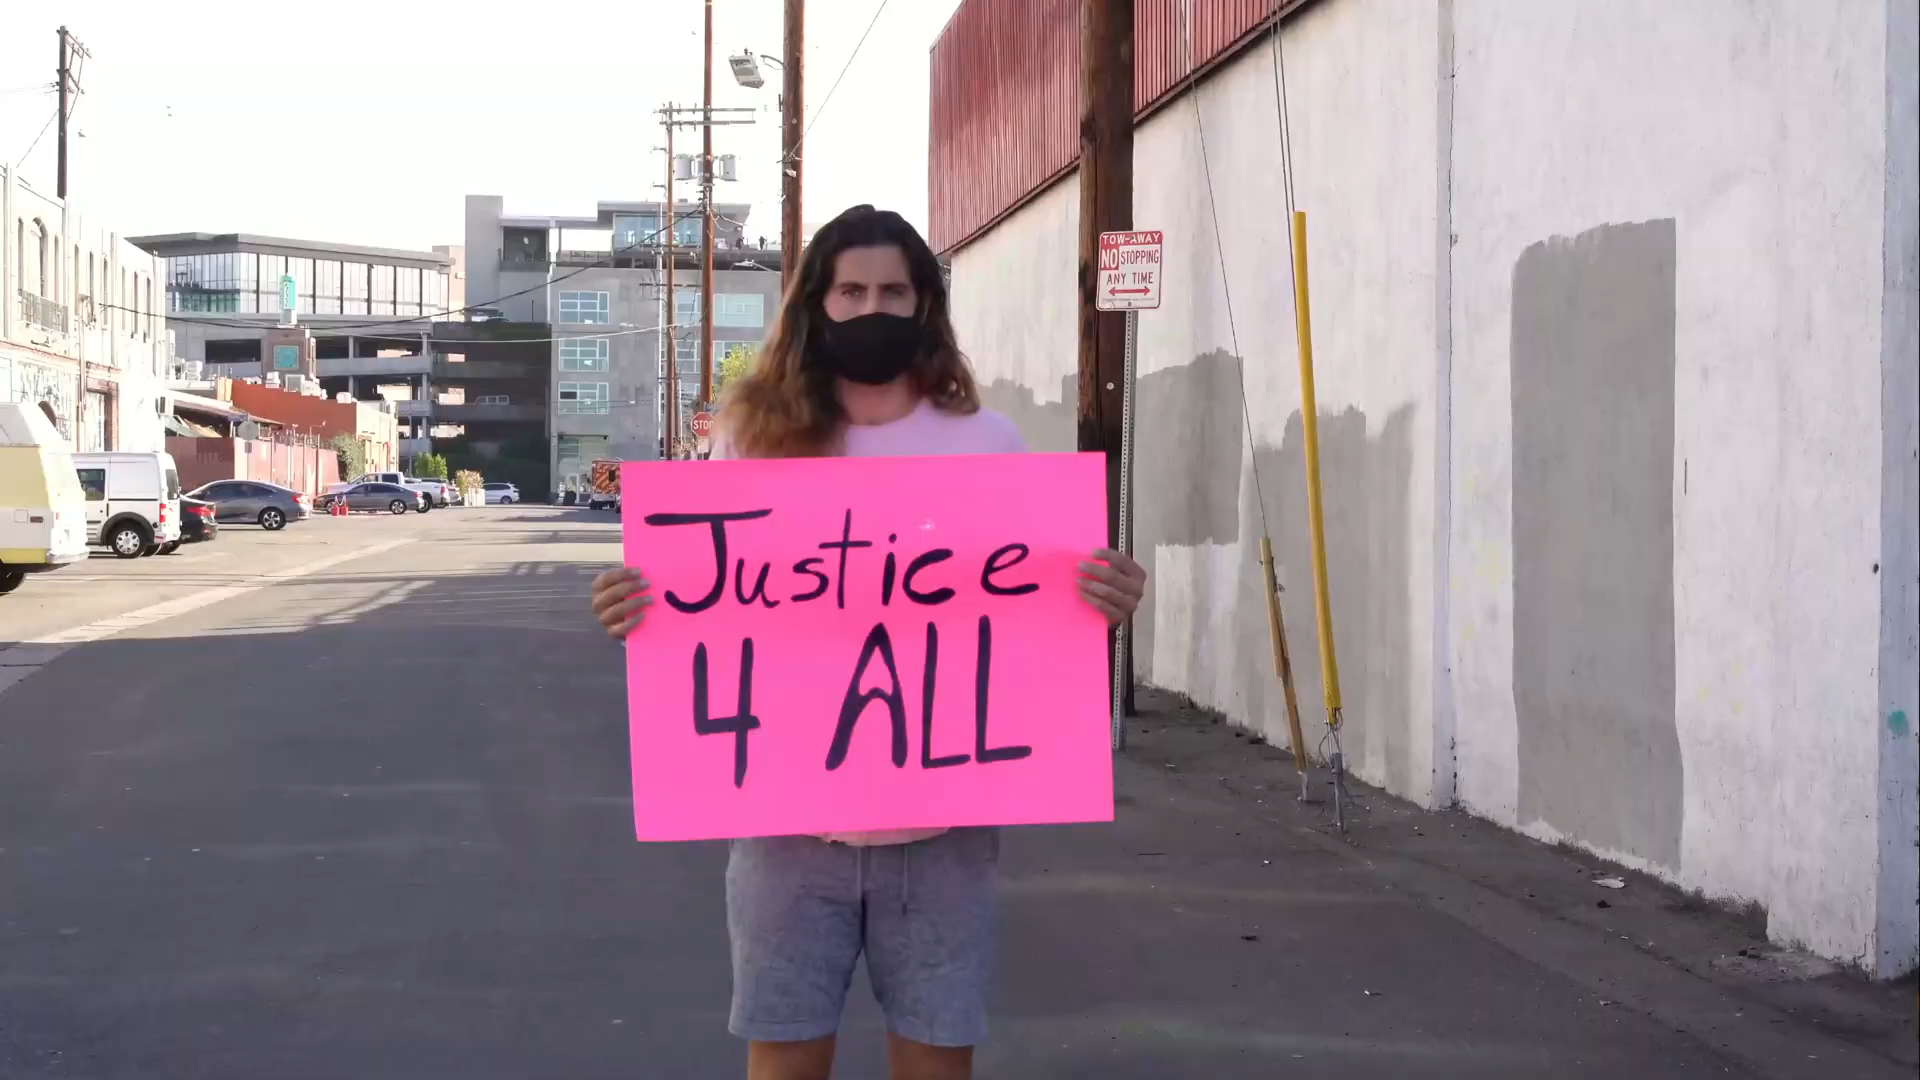 TOW-AWAY
NO STOPPING
ANY TIME
STOP
Justice
4 ALL